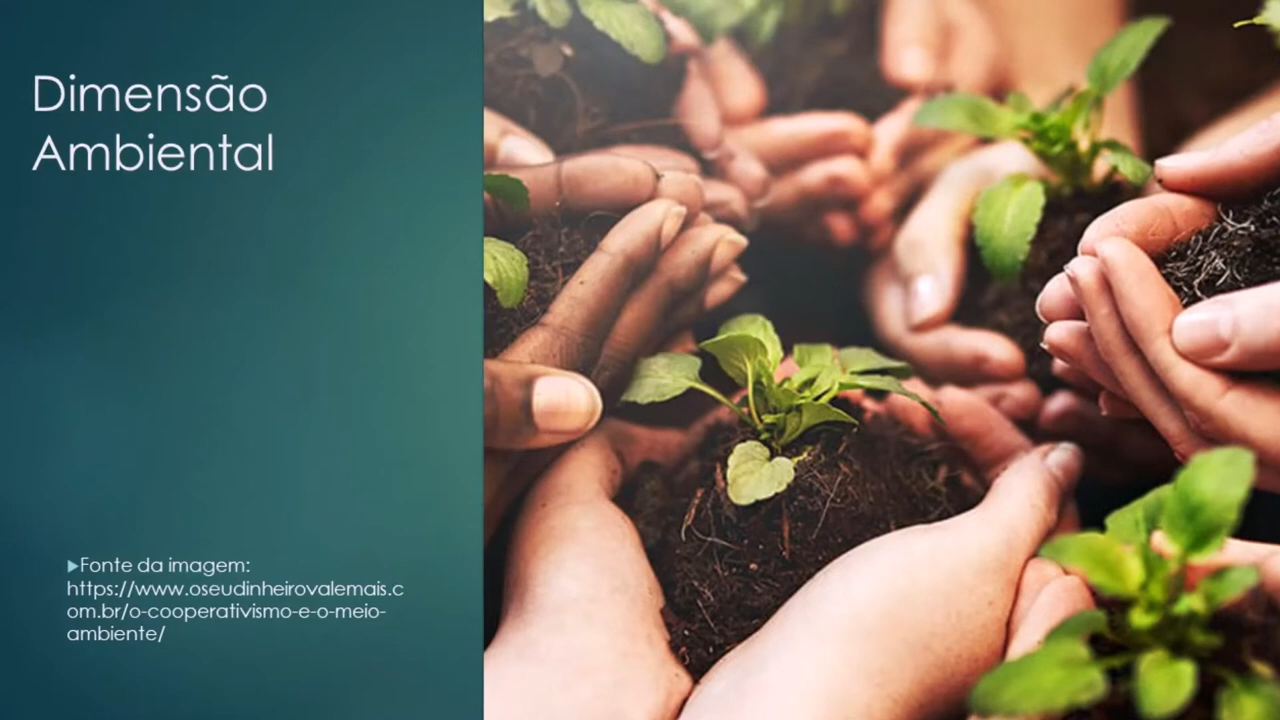 Dimensão
Ambiental
Fonte da imagem:
https://www.oseudinheirovalemais.c
om.br/o-cooperativismo-e-o-meio-
ambiente/